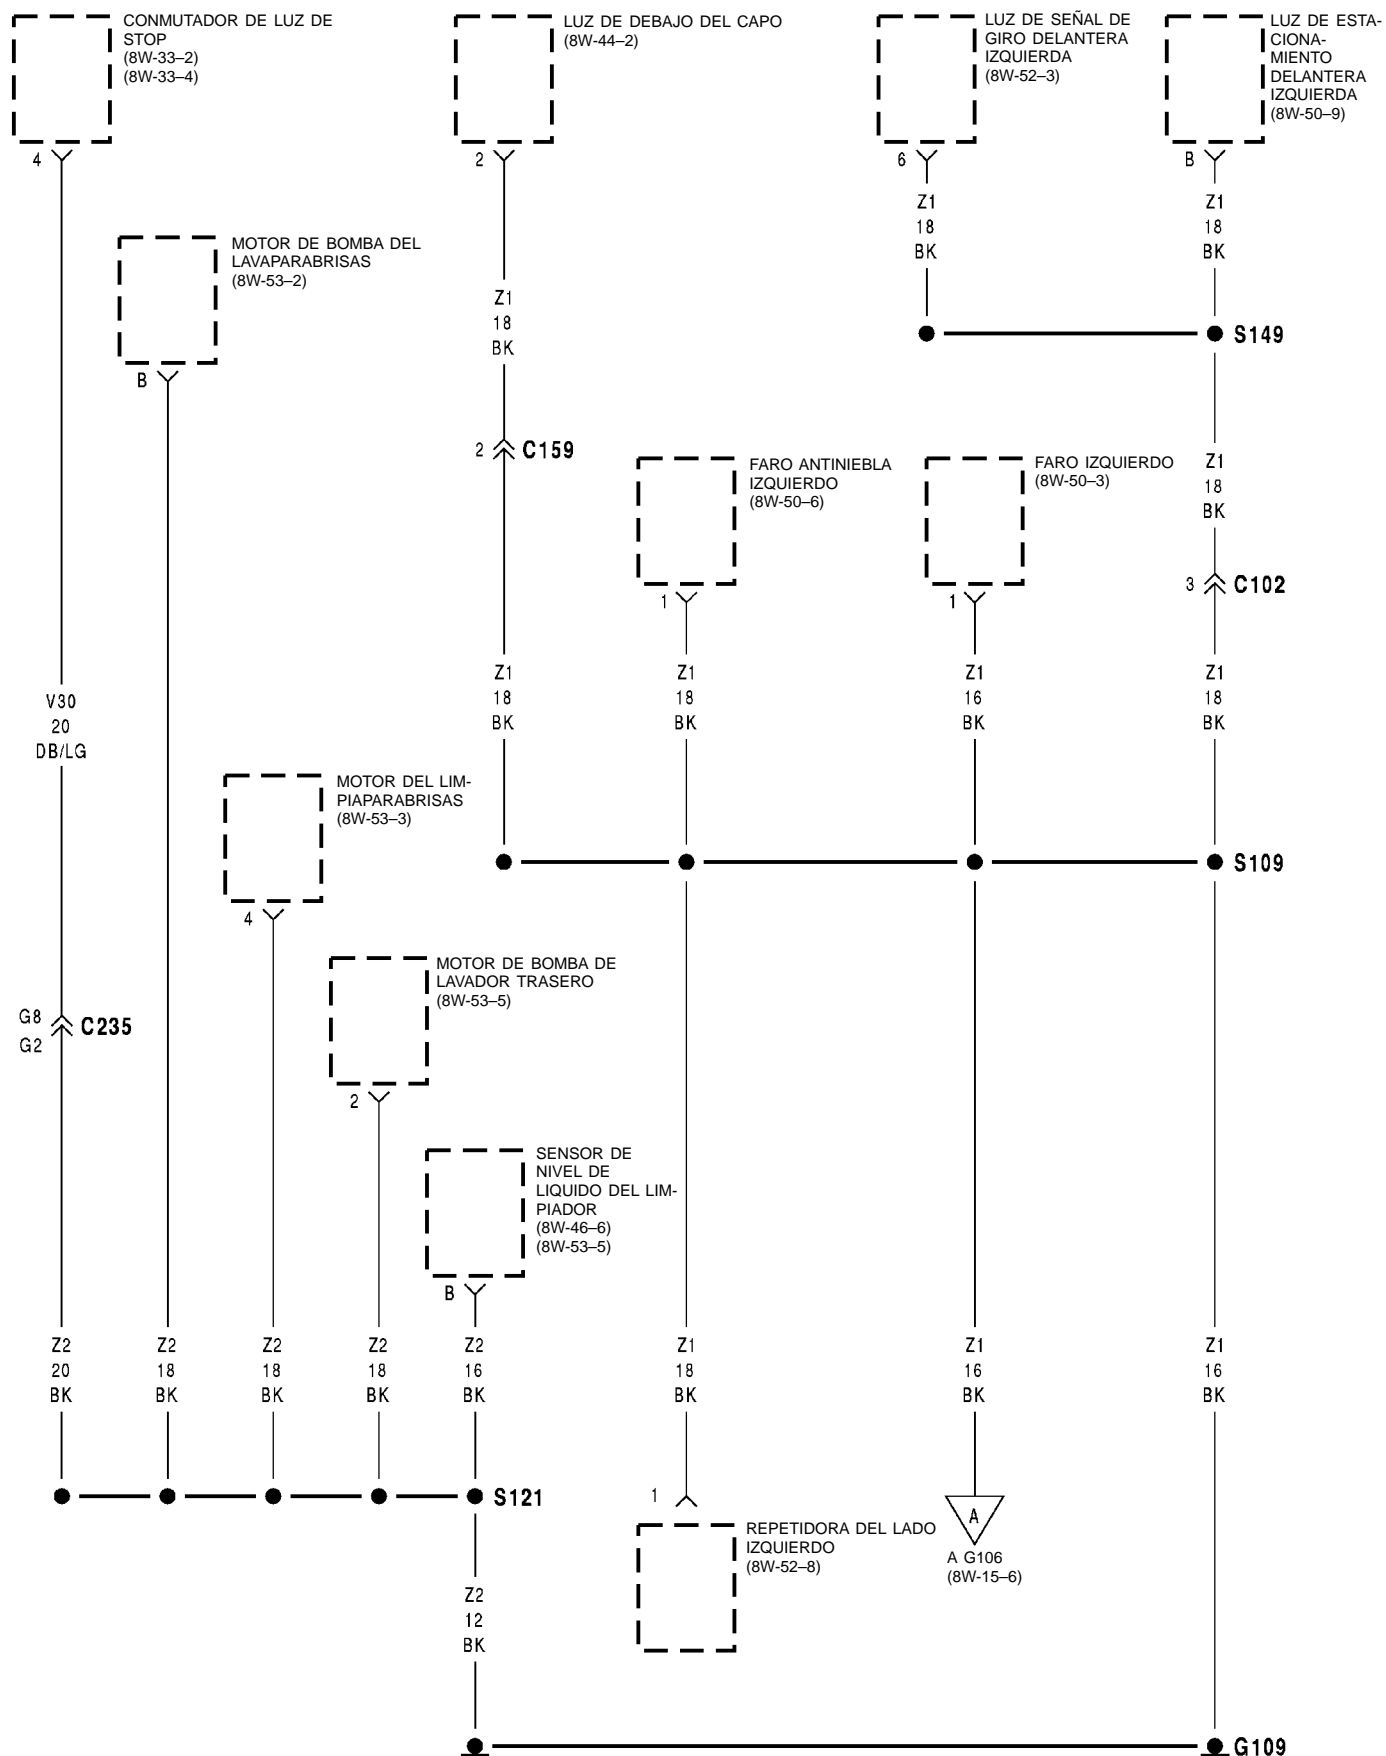 CONMUTADOR DE LUZ DE
STOP
(8W-33–2)
(8W-33–4)
4
LUZ DE DEBAJO DEL CAPO
(8W-44–2)
2
LUZ DE SEÑAL DE
GIRO DELANTERA
IZQUIERDA
(8W-52–3)
6
LUZ DE ESTA-
CIONA-
MIENTO
DELANTERA
IZQUIERDA
(8W-50–9)
B
Z1
18
BK
Z1
18
BK
MOTOR DE BOMBA DEL
LAVAPARABRISAS
(8W-53–2)
B
Z1
18
BK
S149
2
C159
FARO ANTINIEBLA
IZQUIERDO
(8W-50–6)
1
FARO IZQUIERDO
(8W-50–3)
1
Z1
18
BK
3
C102
V30
20
DB/LG
Z1
18
BK
Z1
18
BK
Z1
16
BK
Z1
18
BK
MOTOR DEL LIM-
PIAPARABRISAS
(8W-53–3)
4
S109
MOTOR DE BOMBA DE
LAVADOR TRASERO
(8W-53–5)
2
G8
G2
C235
SENSOR DE
NIVEL DE
LIQUIDO DEL LIM-
PIADOR
(8W-46–6)
(8W-53–5)
B
Z2
20
BK
Z2
18
BK
Z2
18
BK
Z2
18
BK
Z2
16
BK
Z1
18
BK
Z1
16
BK
Z1
16
BK
S121
1
REPETIDORA DEL LADO
IZQUIERDO
(8W-52–8)
A
A G106
(8W-15–6)
Z2
12
BK
G109